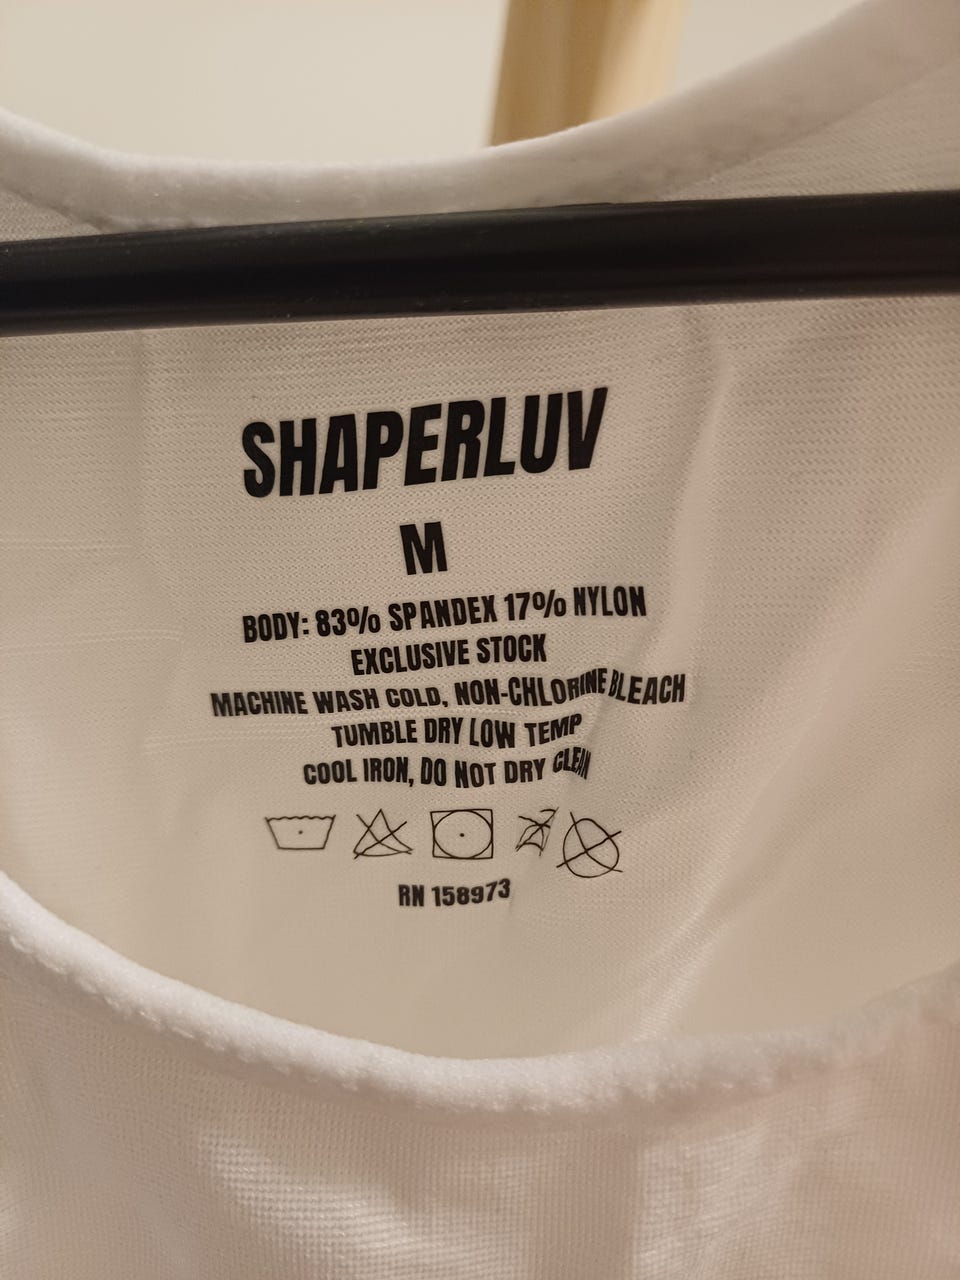 SHAPERLUV
M
BODY: 83% SPANDEX 17% NYLON
EXCLUSIVE STOCK
MACHINE WASH COLD, NON-CHLORINE BLEACH
TUMBLE DRY LOW TEMP
COOL IRON, DO NOT DRY CLEAN
RN 158973